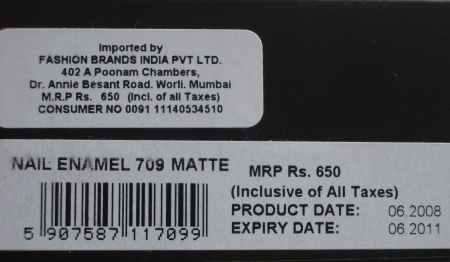 Imported by
FASHION BRANDS INDIA PVT LTD.
402 A Poonam Chambers,
Dr. Annie Besant Road. Worli. Mumbai
M.R.P Rs. 650 (Incl. of all Taxes)
CONSUMER NO 0091 11140534510
NAIL ENAMEL 709 MATTE
MRP Rs. 650
(Inclusive of All Taxes)
PRODUCT DATE: 06.2008
EXPIRY DATE: 06.2011
5 907587 117099